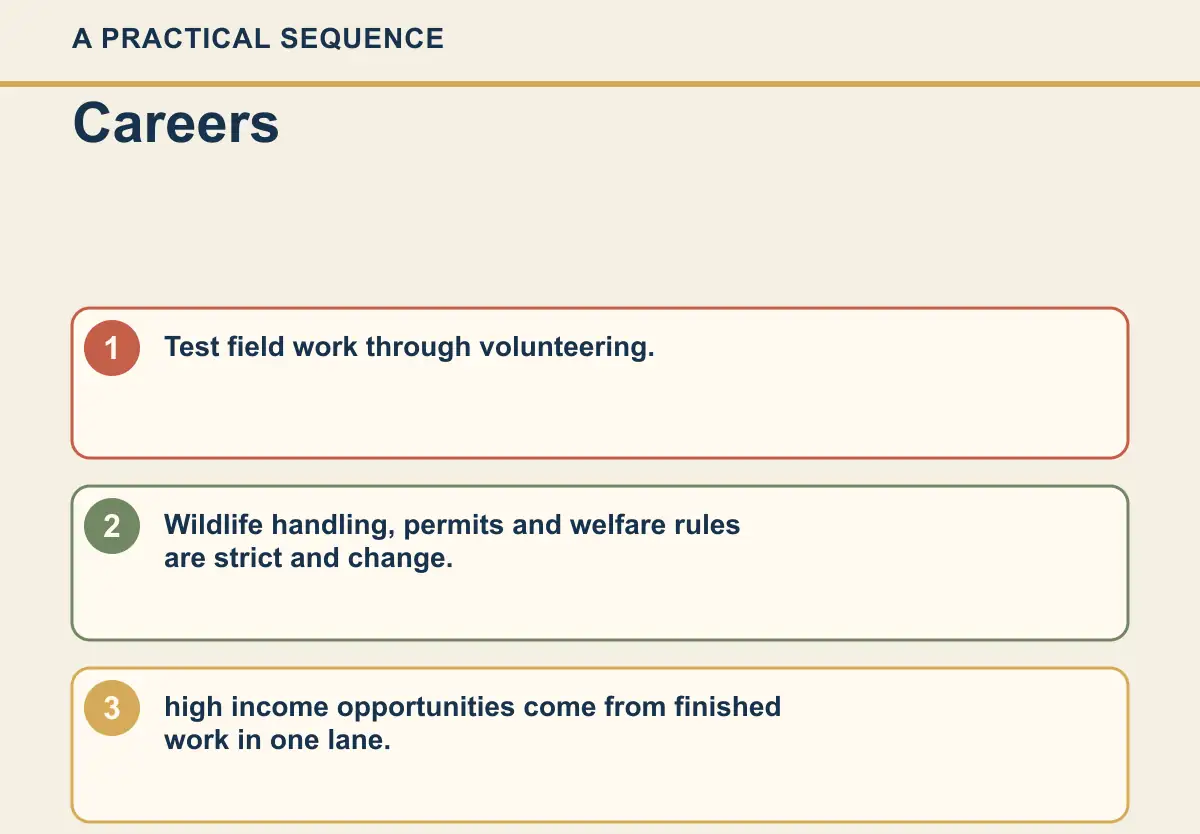 A PRACTICAL SEQUENCE
Careers
1
Test field work through volunteering.
2
Wildlife handling, permits and welfare rules
are strict and change.
3
high income opportunities come from finished
work in one lane.